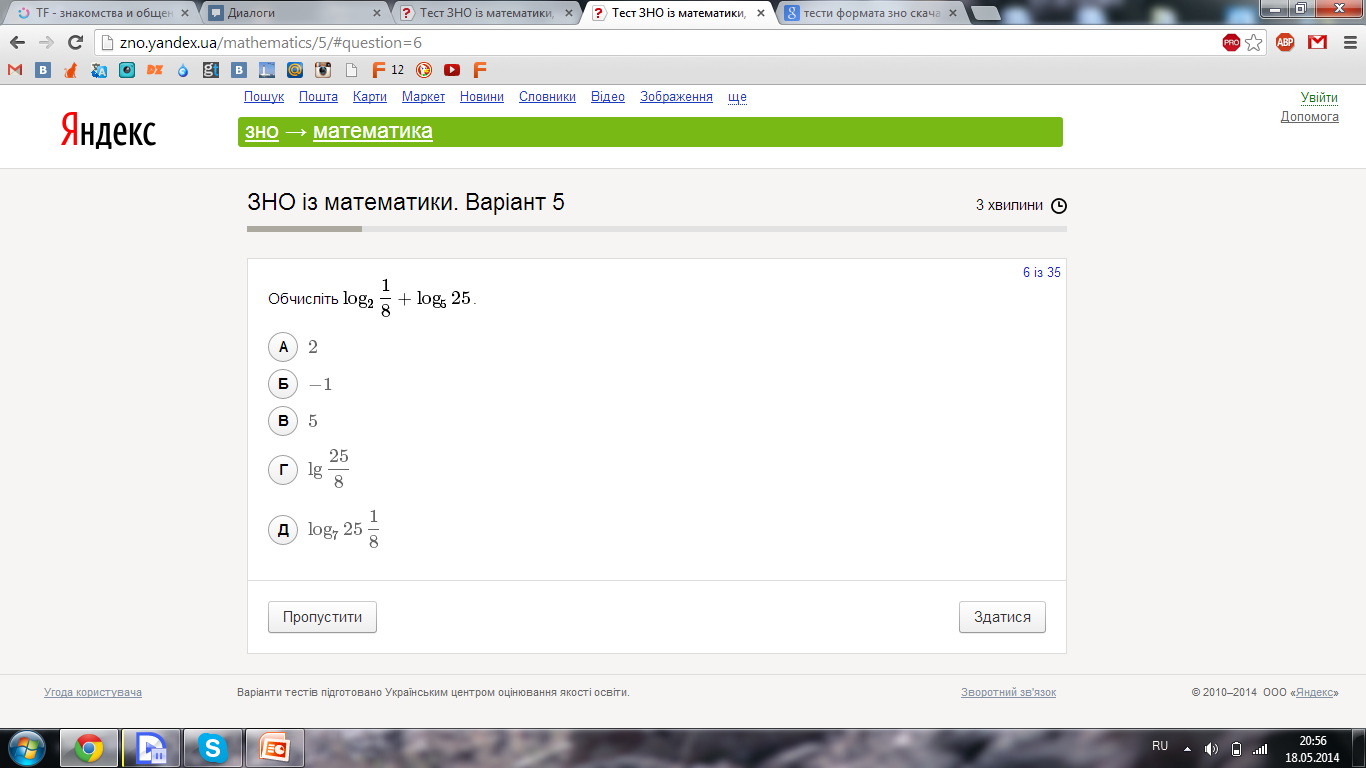 TF - знакомства и общен
Диалоги
Тест ЗНО із математики,
Тест ЗНО із математики,
тести формата зно скача
zno.yandex.ua/mathematics/5/#question=6
PRO
ABP
12
Пошук Пошта Карти Маркет Новини Словники Відео Зображення ще
Увійти
Допомога
Яндекс
зно → математика
ЗНО із математики. Варіант 5
3 хвилини
6 із 35
Обчисліть log₂ 1/8 + log₅ 25.
А 2
Б −1
В 5
Г lg 25/8
Д log₇ 25 1/8
Пропустити
Здатися
Угода користувача
Варіанти тестів підготовано Українським центром оцінювання якості освіти.
Зворотний зв'язок
© 2010–2014 ООО «Яндекс»
RU
20:56
18.05.2014